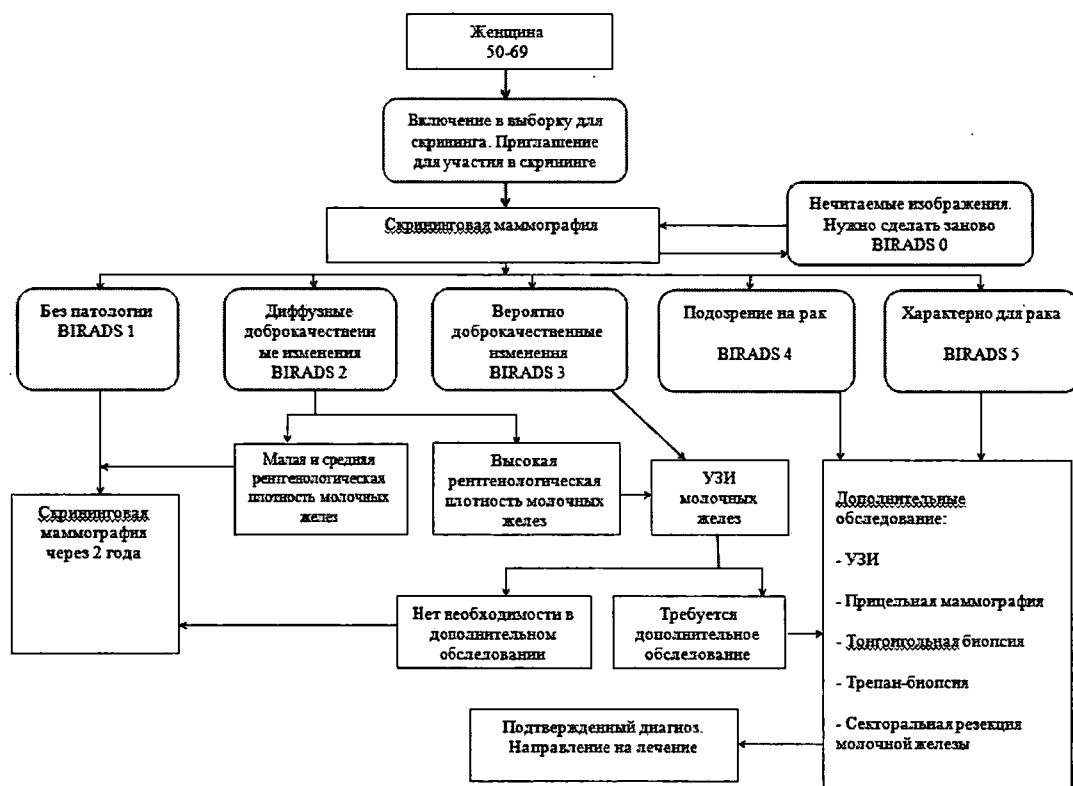 Женщина
50-69
Включение в выборку для
скрининга. Приглашение
для участия в скрининге
Скрининговая маммография
Нечитаемые изображения.
Нужно сделать заново
BIRADS 0
Без патологии
BIRADS 1
Диффузные
доброкачественн
ые изменения
BIRADS 2
Вероятно
доброкачественные
изменения
BIRADS 3
Подозрение на рак
BIRADS 4
Характерно для рака
BIRADS 5
Малая и средняя
рентгенологическая
плотность молочных
желез
Высокая
рентгенологическая
плотность молочных
желез
УЗИ
молочных
желез
Скрининговая
маммография
через 2 года
Нет необходимости в
дополнительном
обследовании
Требуется
дополнительное
обследование
Дополнительные
обследование:
- УЗИ
- Прицельная маммография
- Тонгоигольная биопсия
- Трепан-биопсия
- Секторальная резекция
молочной железы
Подтвержденный диагноз.
Направление на лечение